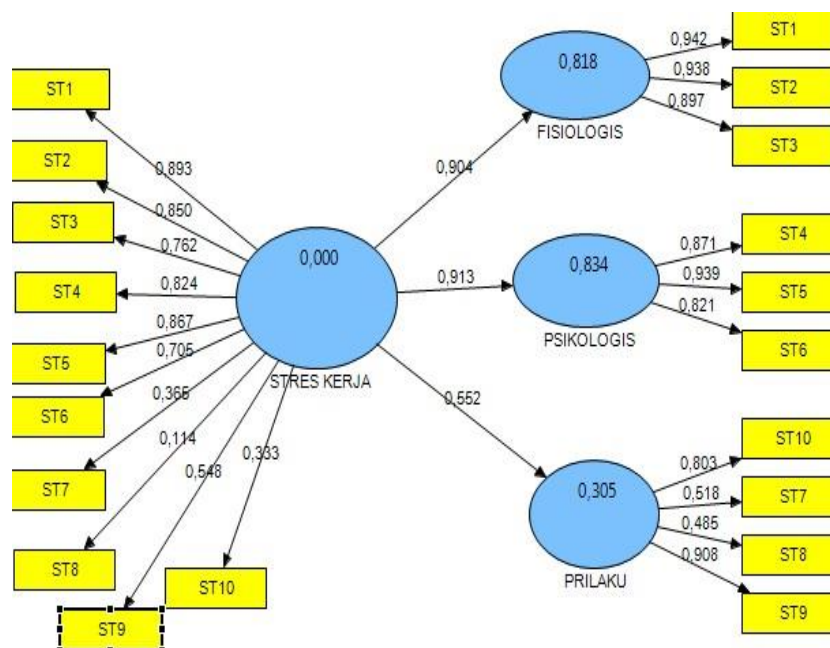 ST1
0,893
ST2
0,850
ST3
0,762
ST4
0,824
ST5
0,867
ST6
0,705
ST7
0,365
ST8
0,114
ST9
0,548
ST10
0,333
0,000
STRES KERJA
0,904
0,818
FISIOLOGIS
0,942
ST1
0,938
ST2
0,897
ST3
0,913
0,834
PSIKOLOGIS
0,871
ST4
0,939
ST5
0,821
ST6
0,552
0,305
PRILAKU
0,803
ST10
0,518
ST7
0,485
ST8
0,908
ST9